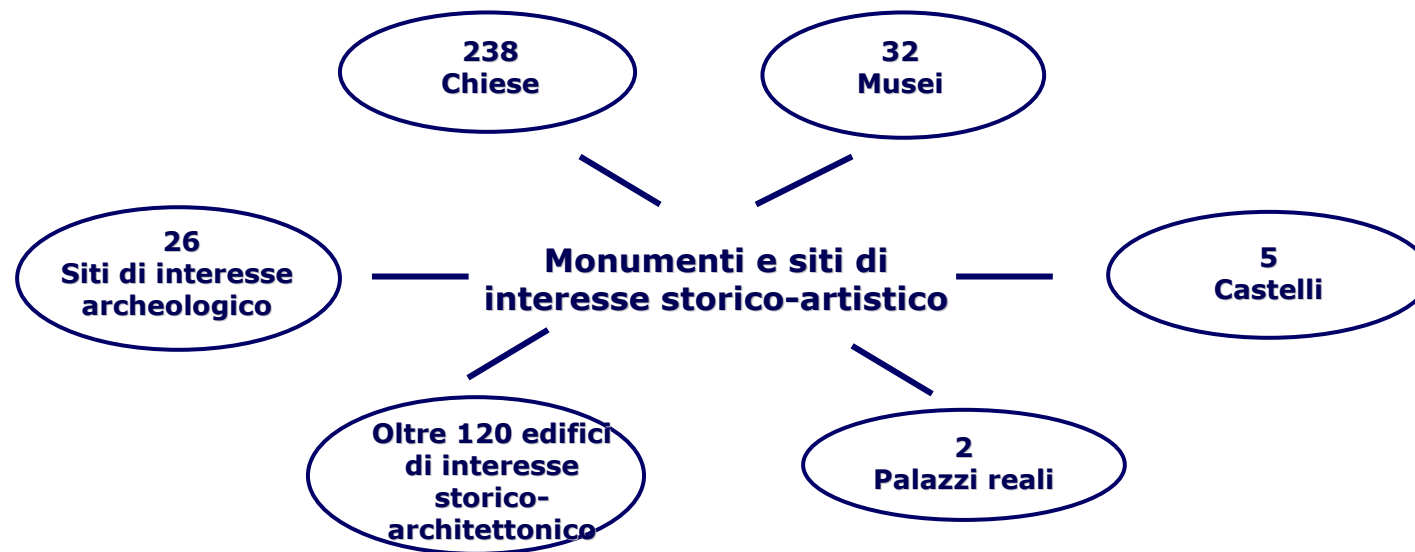 238
Chiese
32
Musei
26
Siti di interesse
archeologico
Monumenti e siti di
interesse storico-artistico
5
Castelli
Oltre 120 edifici
di interesse
storico-
architettonico
2
Palazzi reali